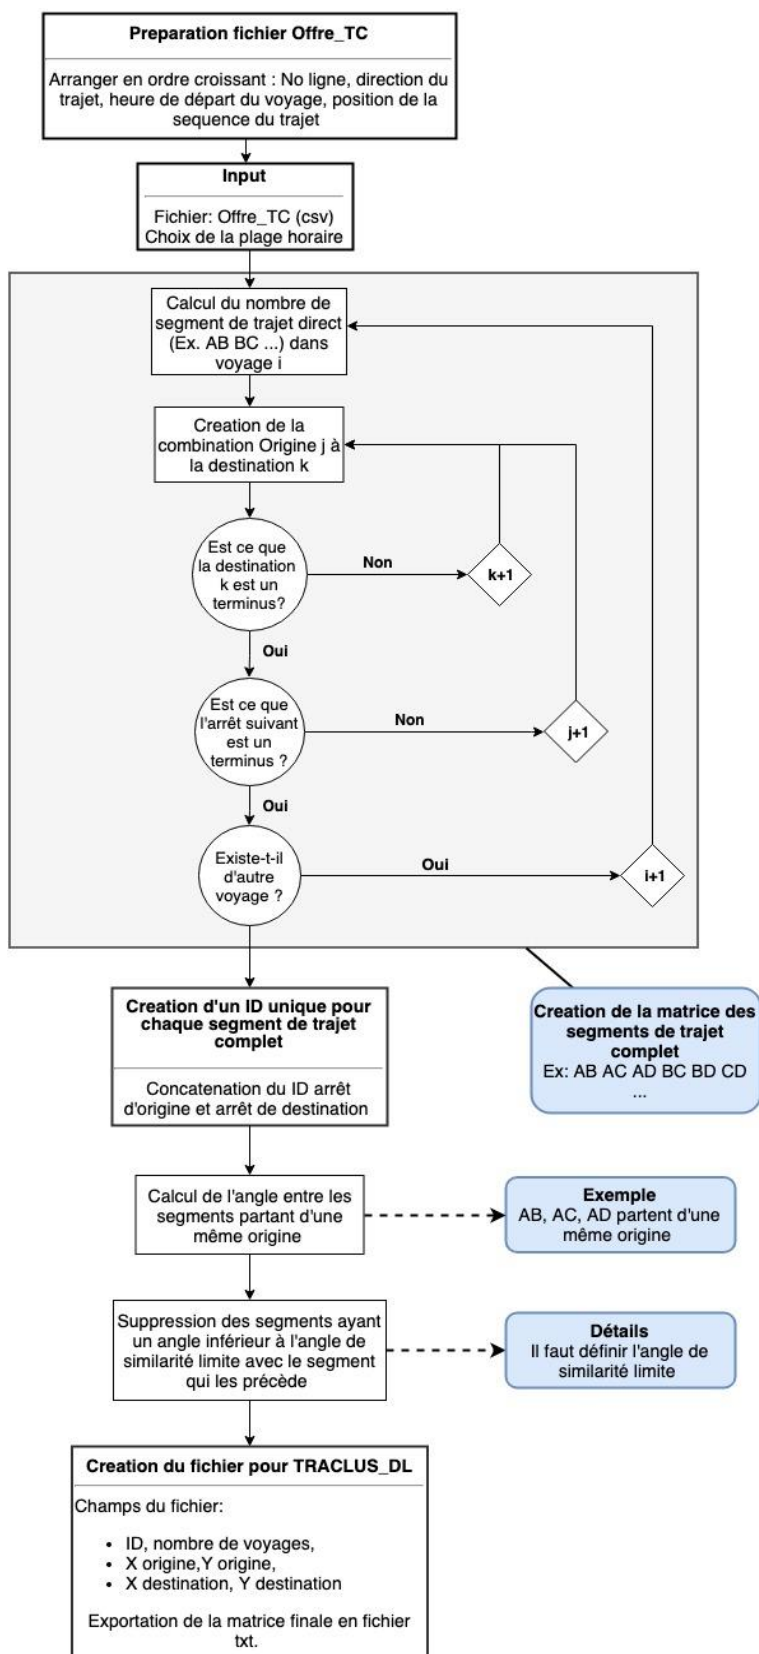 Preparation fichier Offre_TC
Arranger en ordre croissant : No ligne, direction du
trajet, heure de départ du voyage, position de la
sequence du trajet
Input
Fichier: Offre_TC (csv)
Choix de la plage horaire
Calcul du nombre de
segment de trajet direct
(Ex. AB BC ...) dans
voyage i
Creation de la
combination Origine j à
la destination k
Est ce que
la destination
k est un
terminus?
Non
k+1
Oui
Est ce que
l'arrêt suivant
est un
terminus ?
Non
j+1
Oui
Existe-t-il
d'autre
voyage ?
Oui
i+1
Creation d'un ID unique pour
chaque segment de trajet
complet
Concatenation du ID arrêt
d'origine et arrêt de destination
Creation de la matrice des
segments de trajet
complet
Ex: AB AC AD BC BD CD
...
Calcul de l'angle entre les
segments partant d'une
même origine
Exemple
AB, AC, AD partent d'une
même origine
Suppression des segments ayant
un angle inférieur à l'angle de
similarité limite avec le segment
qui les précède
Détails
Il faut définir l'angle de
similarité limite
Creation du fichier pour TRACLUS_DL
Champs du fichier:
• ID, nombre de voyages,
• X origine,Y origine,
• X destination, Y destination
Exportation de la matrice finale en fichier
txt.